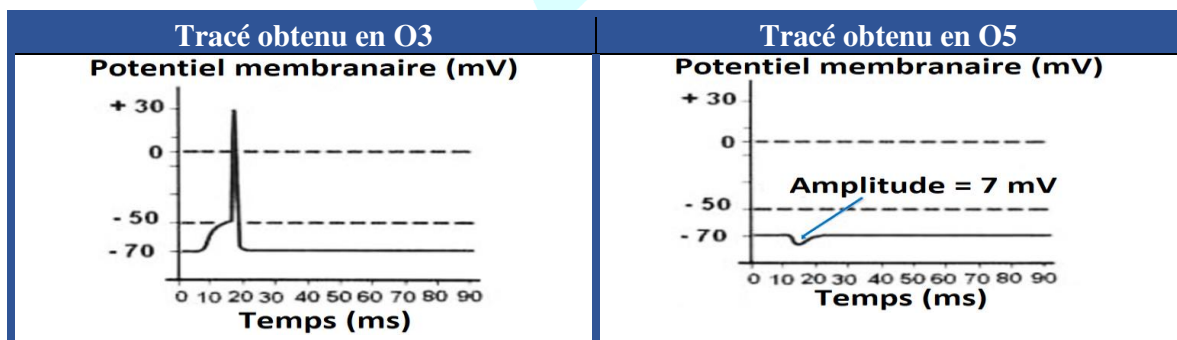 Tracé obtenu en O3
Potentiel membranaire (mV)
+ 30
0
- 50
- 70
0 10 20 30 40 50 60 70 80 90
Temps (ms)
Tracé obtenu en O5
Potentiel membranaire (mV)
+ 30
0
Amplitude = 7 mV
- 50
- 70
0 10 20 30 40 50 60 70 80 90
Temps (ms)